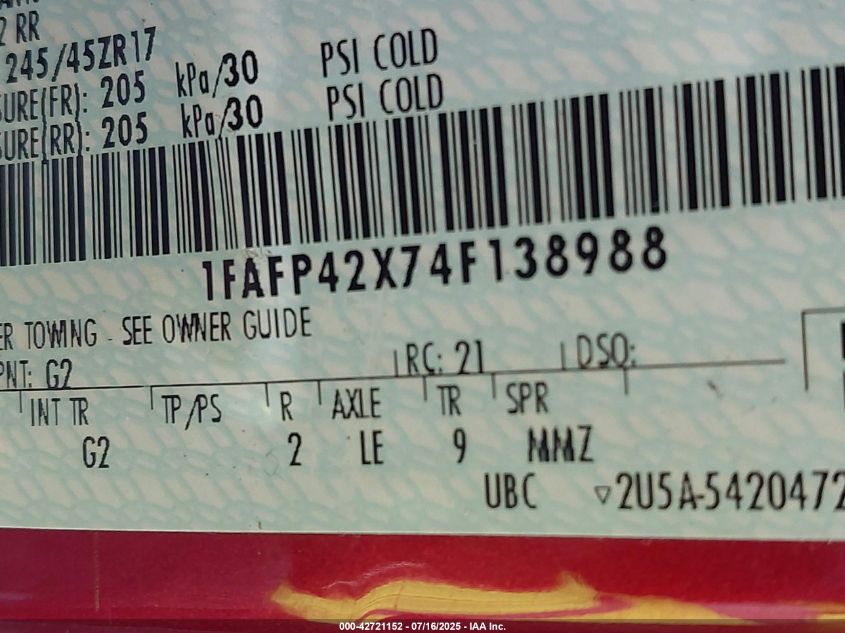 2 RR
245/45ZR17
SURE(FR): 205 kPa/30 PSI COLD
SURE(RR): 205 kPa/30 PSI COLD
1FAFP42X74F138988
ER TOWING - SEE OWNER GUIDE
PNT: G2 RC: 21 DSO:
INT TR TP/PS R AXLE TR SPR
G2 2 LE 9 MMZ
UBC ▽2U5A-5420472
000-42721152 - 07/16/2025 - IAA Inc.